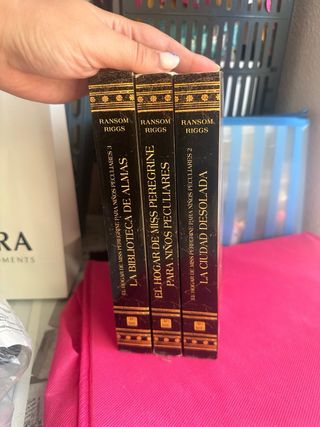 RANSOM
RIGGS
EL HOGAR DE MISS PEREGRINE PARA NIÑOS PECULIARES 3
LA BIBLIOTECA DE ALMAS
RANSOM
RIGGS
EL HOGAR DE MISS PEREGRINE
PARA NIÑOS PECULIARES
RANSOM
RIGGS
EL HOGAR DE MISS PEREGRINE PARA NIÑOS PECULIARES 2
LA CIUDAD DESOLADA
RA
OMENTS